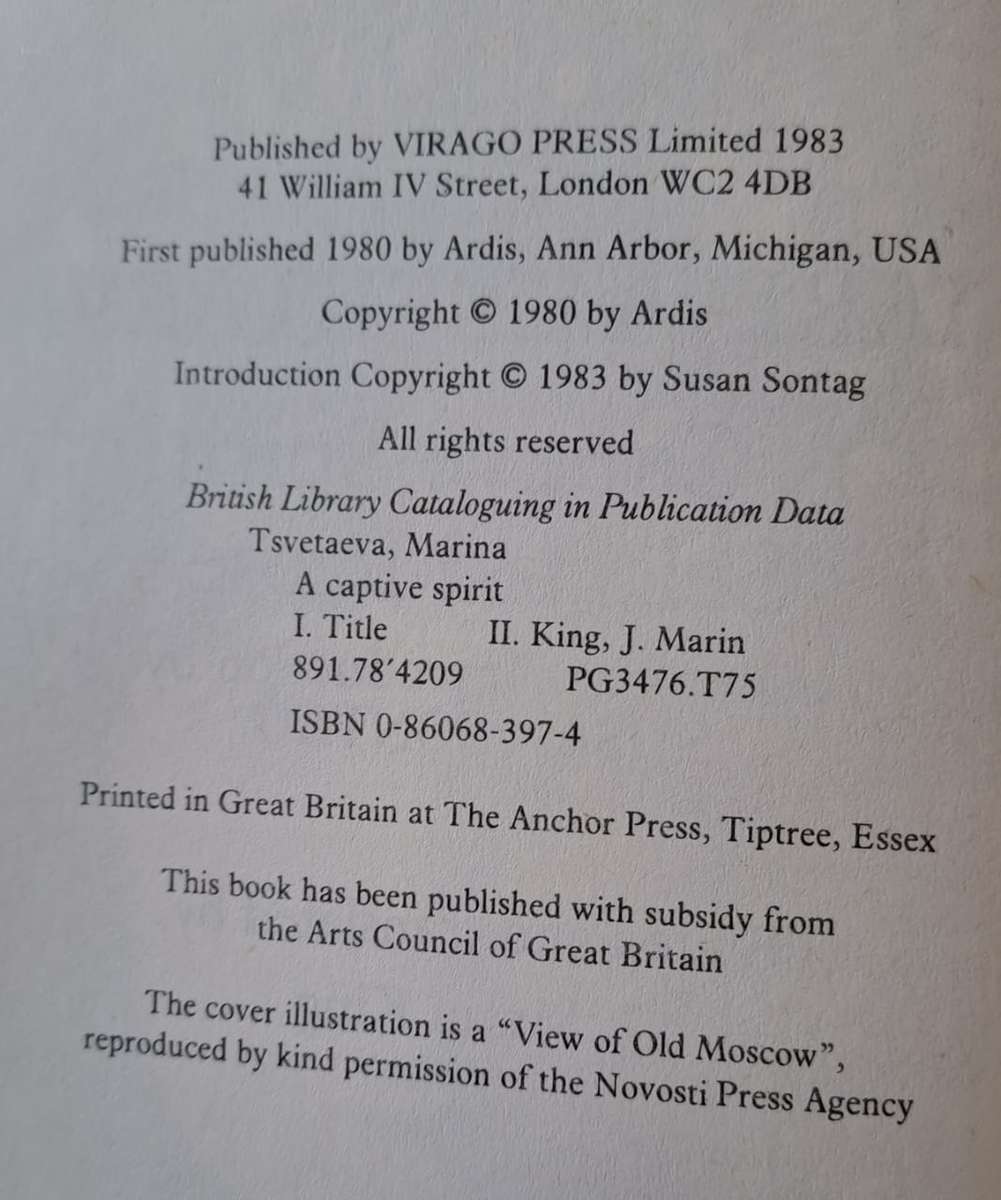 Published by VIRAGO PRESS Limited 1983
41 William IV Street, London WC2 4DB
First published 1980 by Ardis, Ann Arbor, Michigan, USA
Copyright © 1980 by Ardis
Introduction Copyright © 1983 by Susan Sontag
All rights reserved
British Library Cataloguing in Publication Data
Tsvetaeva, Marina
A captive spirit
I. Title II. King, J. Marin
891.78′4209 PG3476.T75
ISBN 0-86068-397-4
Printed in Great Britain at The Anchor Press, Tiptree, Essex
This book has been published with subsidy from
the Arts Council of Great Britain
The cover illustration is a “View of Old Moscow”,
reproduced by kind permission of the Novosti Press Agency